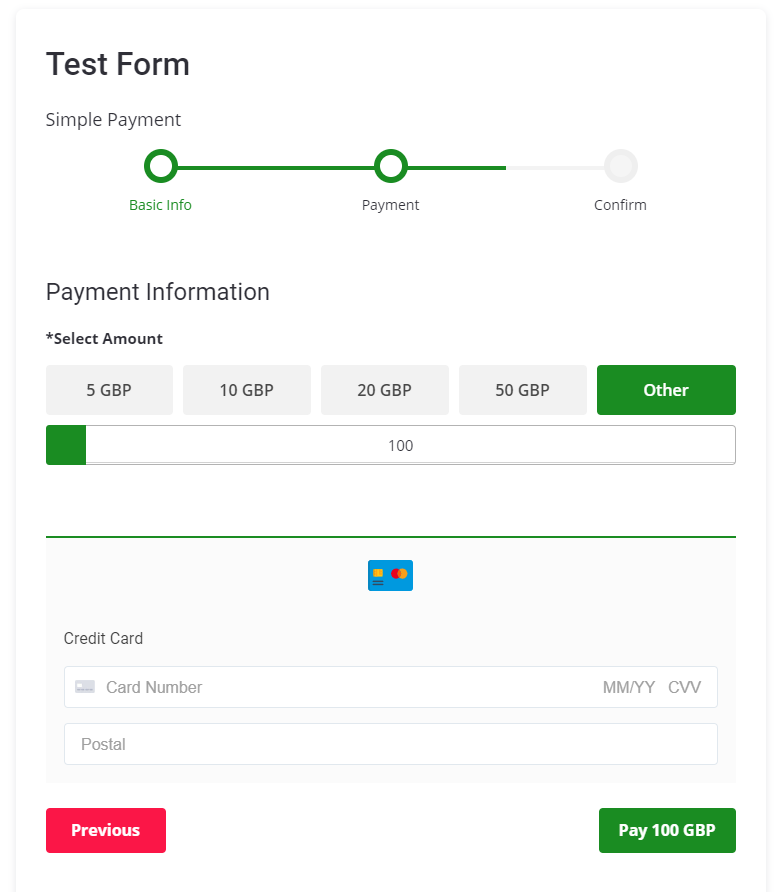 Test Form
Simple Payment
Basic Info Payment Confirm
Payment Information
*Select Amount
5 GBP 10 GBP 20 GBP 50 GBP Other
100
Credit Card
Card Number MM/YY CVV
Postal
Previous Pay 100 GBP